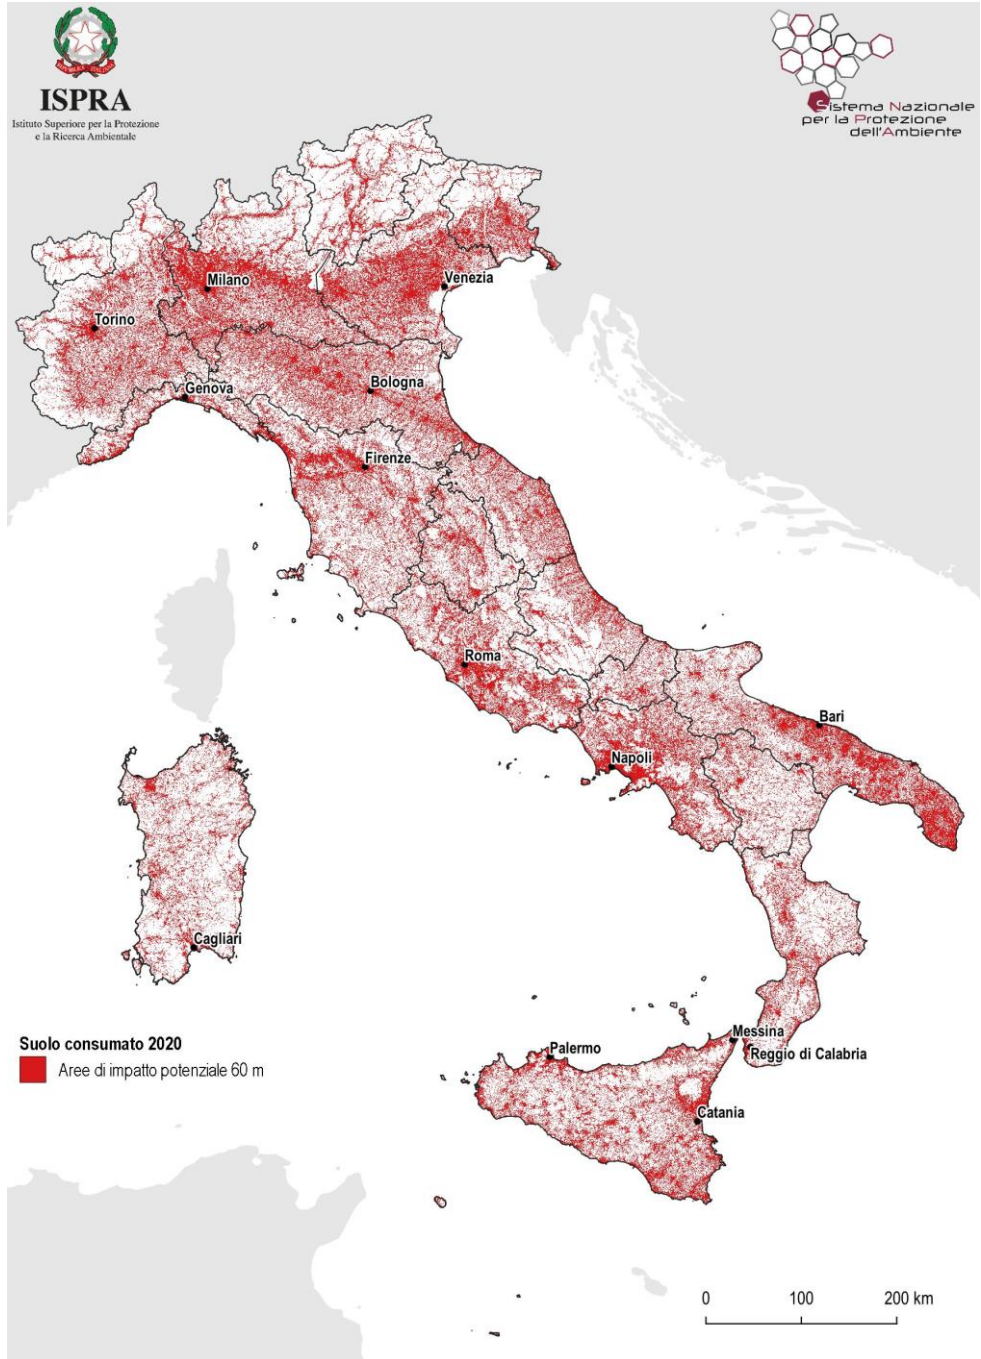 ISPRA
Istituto Superiore per la Protezione
e la Ricerca Ambientale
Sistema Nazionale
per la Protezione
dell'Ambiente
Milano
Venezia
Torino
Genova
Bologna
Firenze
Roma
Bari
Napoli
Cagliari
Messina
Reggio di Calabria
Palermo
Catania
Suolo consumato 2020
Aree di impatto potenziale 60 m
0 100 200 km